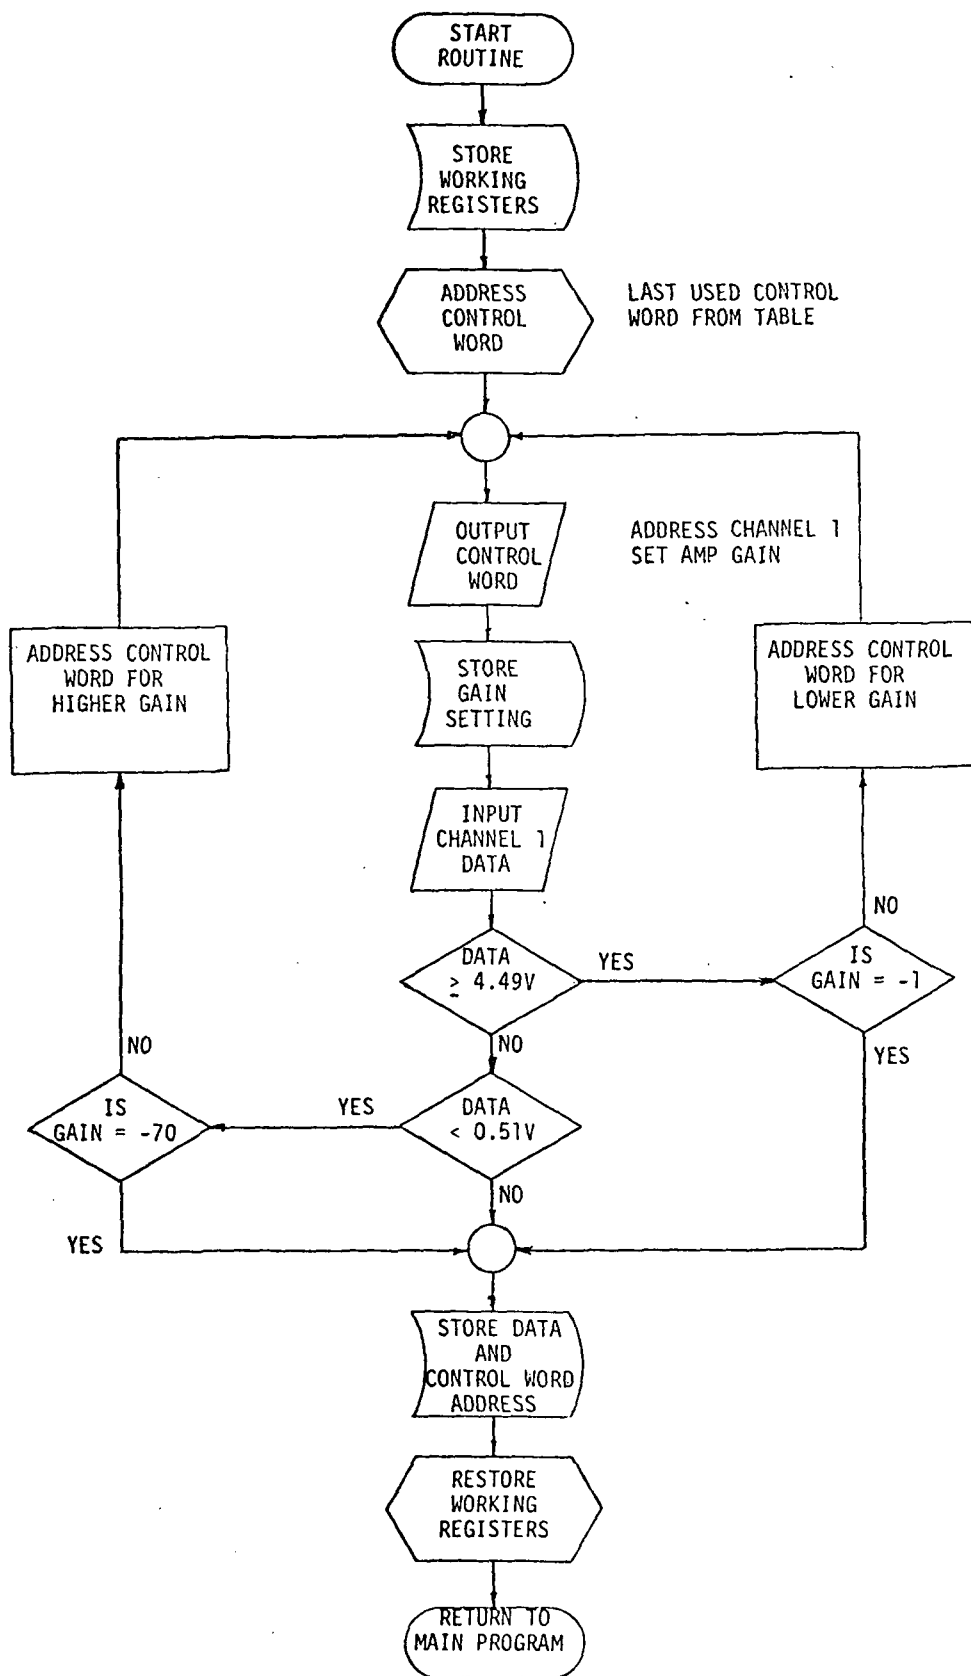 START
ROUTINE
STORE
WORKING
REGISTERS
ADDRESS
CONTROL
WORD
LAST USED CONTROL
WORD FROM TABLE
OUTPUT
CONTROL
WORD
ADDRESS CHANNEL 1
SET AMP GAIN
ADDRESS CONTROL
WORD FOR
HIGHER GAIN
STORE
GAIN
SETTING
ADDRESS CONTROL
WORD FOR
LOWER GAIN
INPUT
CHANNEL 1
DATA
DATA
≥ 4.49V
YES
NO
IS
GAIN = -1
NO
YES
NO
IS
GAIN = -70
YES
DATA
< 0.51V
NO
YES
STORE DATA
AND
CONTROL WORD
ADDRESS
RESTORE
WORKING
REGISTERS
RETURN TO
MAIN PROGRAM